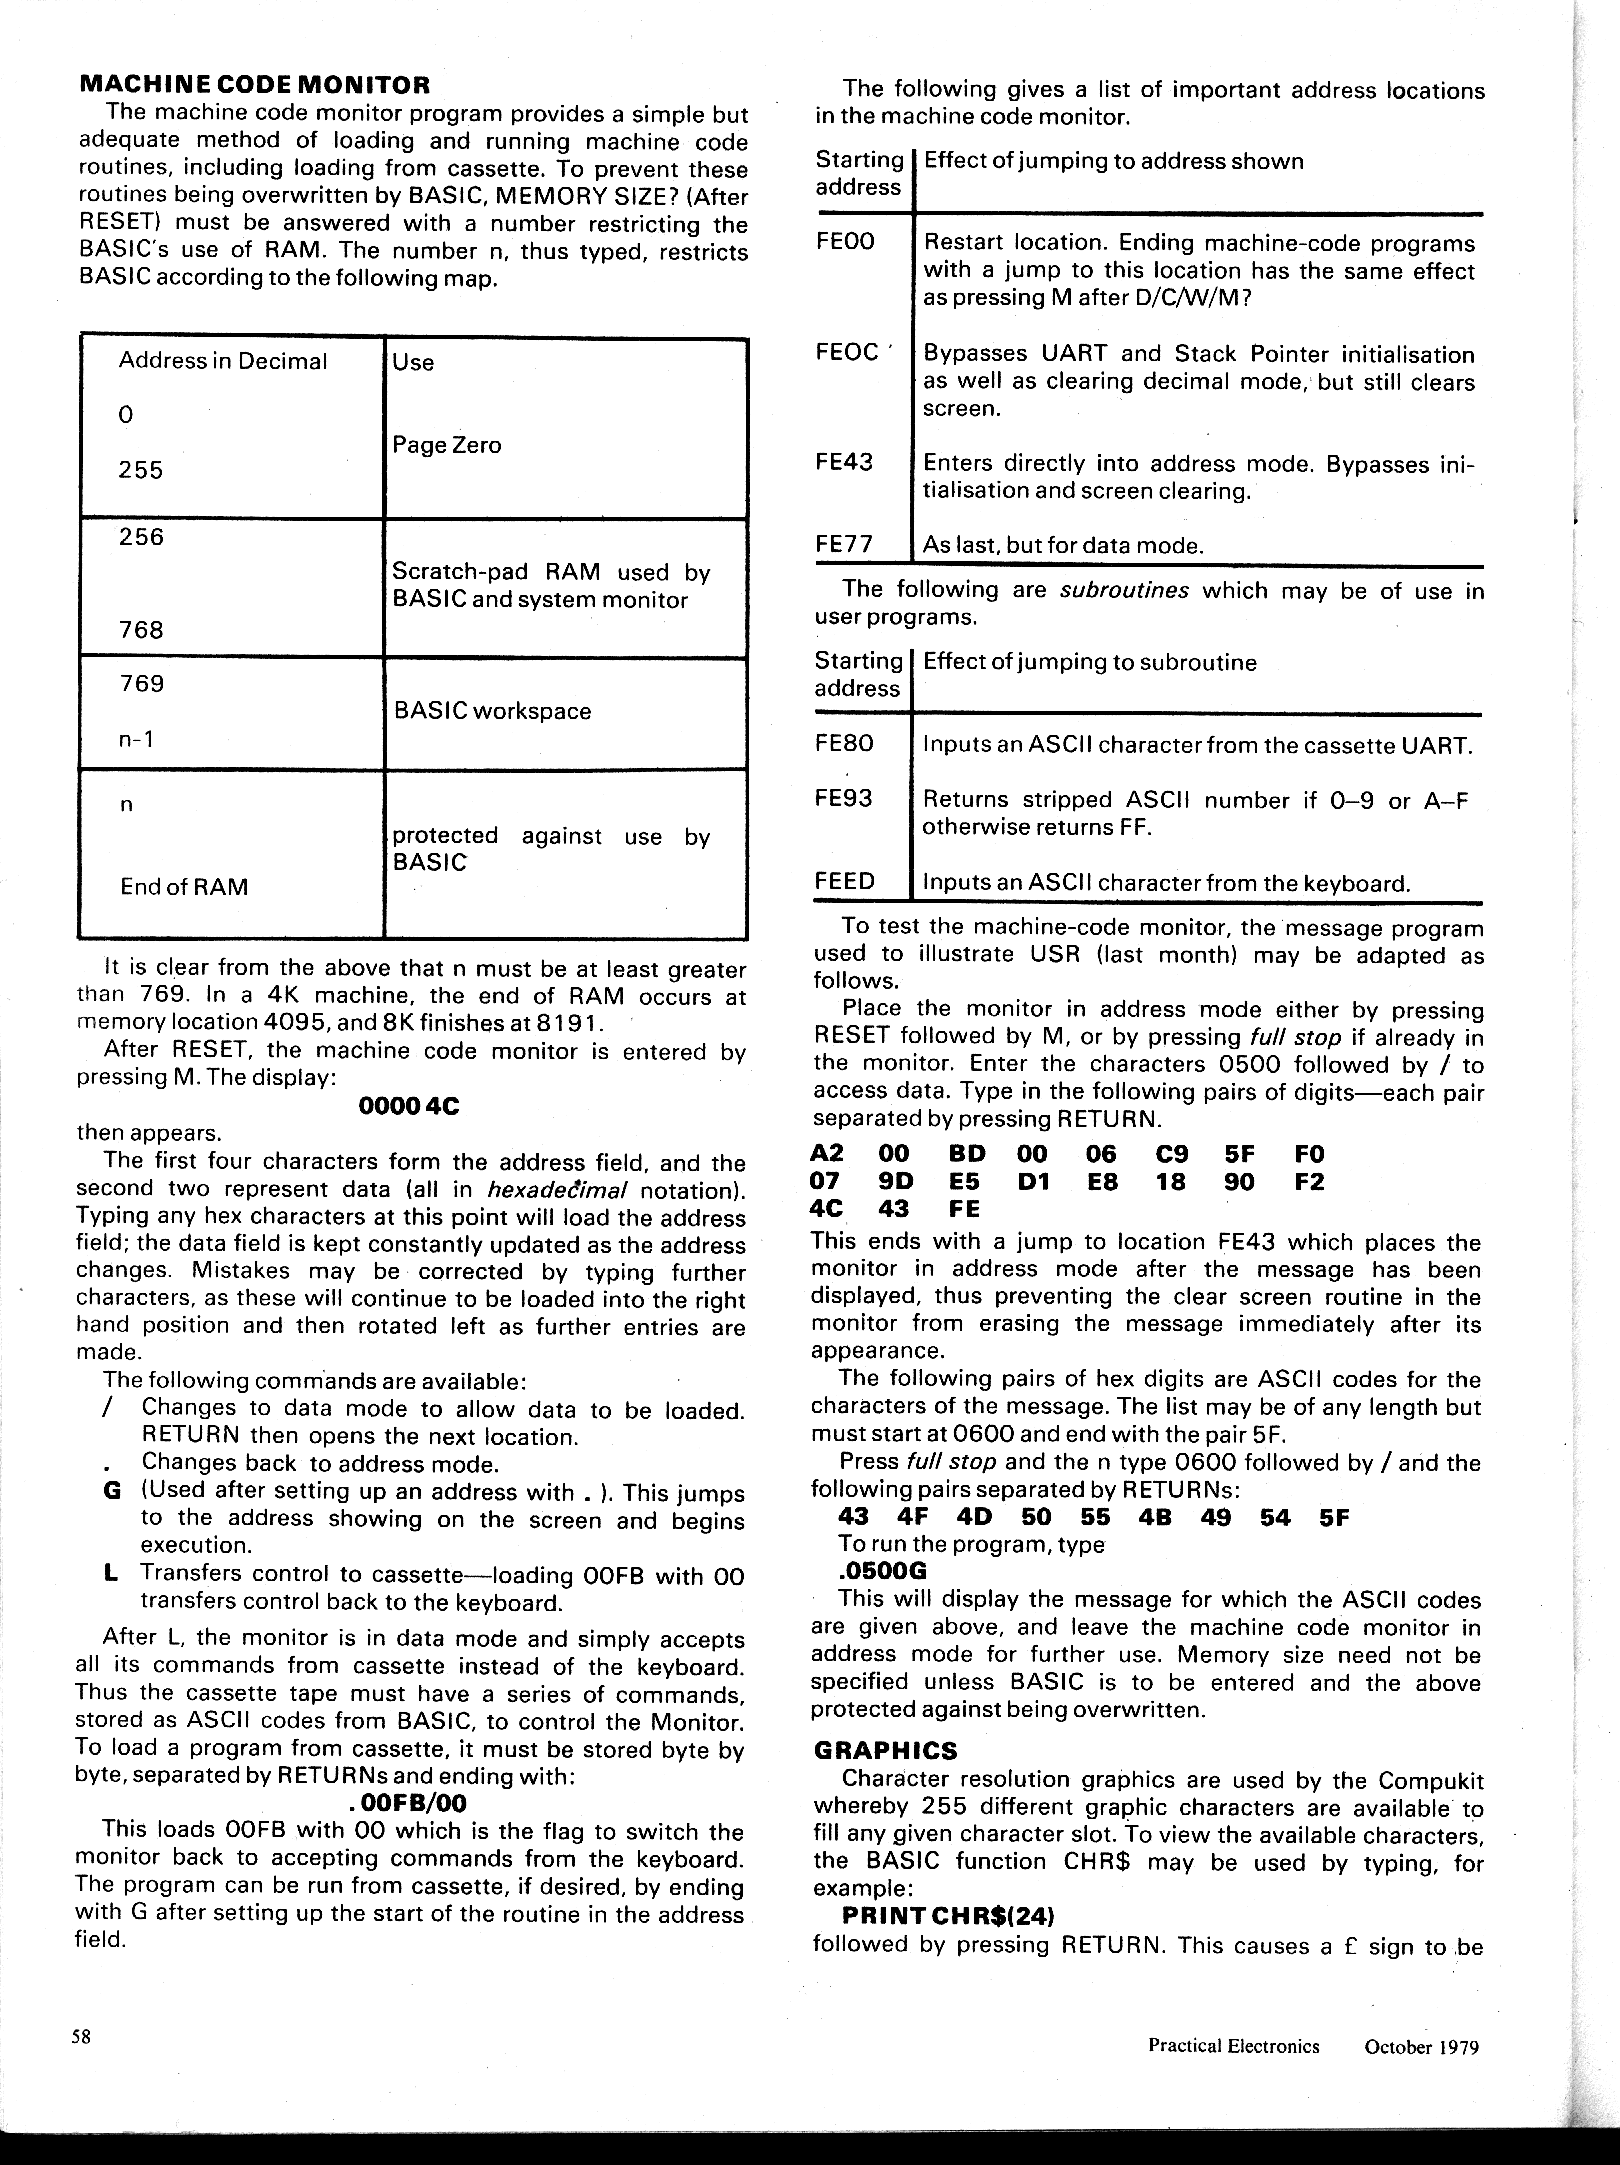 MACHINE CODE MONITOR
The machine code monitor program provides a simple but
adequate method of loading and running machine code
routines, including loading from cassette. To prevent these
routines being overwritten by BASIC, MEMORY SIZE? (After
RESET) must be answered with a number restricting the
BASIC's use of RAM. The number n, thus typed, restricts
BASIC according to the following map.
Address in Decimal Use
0
Page Zero
255
256
Scratch-pad RAM used by
BASIC and system monitor
768
769
BASIC workspace
n-1
n
protected against use by
BASIC
End of RAM
It is clear from the above that n must be at least greater
than 769. In a 4K machine, the end of RAM occurs at
memory location 4095, and 8K finishes at 8191.
After RESET, the machine code monitor is entered by
pressing M. The display:
0000 4C
then appears.
The first four characters form the address field, and the
second two represent data (all in hexadecimal notation).
Typing any hex characters at this point will load the address
field; the data field is kept constantly updated as the address
changes. Mistakes may be corrected by typing further
characters, as these will continue to be loaded into the right
hand position and then rotated left as further entries are
made.
The following commands are available:
/ Changes to data mode to allow data to be loaded.
RETURN then opens the next location.
. Changes back to address mode.
G (Used after setting up an address with . ). This jumps
to the address showing on the screen and begins
execution.
L Transfers control to cassette—loading 00FB with 00
transfers control back to the keyboard.
After L, the monitor is in data mode and simply accepts
all its commands from cassette instead of the keyboard.
Thus the cassette tape must have a series of commands,
stored as ASCII codes from BASIC, to control the Monitor.
To load a program from cassette, it must be stored byte by
byte, separated by RETURNs and ending with:
. 00FB/00
This loads 00FB with 00 which is the flag to switch the
monitor back to accepting commands from the keyboard.
The program can be run from cassette, if desired, by ending
with G after setting up the start of the routine in the address
field.
The following gives a list of important address locations
in the machine code monitor.
Starting Effect of jumping to address shown
address
FE00 Restart location. Ending machine-code programs
with a jump to this location has the same effect
as pressing M after D/C/W/M?
FE0C Bypasses UART and Stack Pointer initialisation
as well as clearing decimal mode, but still clears
screen.
FE43 Enters directly into address mode. Bypasses ini-
tialisation and screen clearing.
FE77 As last, but for data mode.
The following are subroutines which may be of use in
user programs.
Starting Effect of jumping to subroutine
address
FE80 Inputs an ASCII character from the cassette UART.
FE93 Returns stripped ASCII number if 0–9 or A–F
otherwise returns FF.
FEED Inputs an ASCII character from the keyboard.
To test the machine-code monitor, the message program
used to illustrate USR (last month) may be adapted as
follows.
Place the monitor in address mode either by pressing
RESET followed by M, or by pressing full stop if already in
the monitor. Enter the characters 0500 followed by / to
access data. Type in the following pairs of digits—each pair
separated by pressing RETURN.
A2 00 BD 00 06 C9 5F F0
07 9D E5 D1 E8 18 90 F2
4C 43 FE
This ends with a jump to location FE43 which places the
monitor in address mode after the message has been
displayed, thus preventing the clear screen routine in the
monitor from erasing the message immediately after its
appearance.
The following pairs of hex digits are ASCII codes for the
characters of the message. The list may be of any length but
must start at 0600 and end with the pair 5F.
Press full stop and the n type 0600 followed by / and the
following pairs separated by RETURNs:
43 4F 4D 50 55 4B 49 54 5F
To run the program, type
.0500G
This will display the message for which the ASCII codes
are given above, and leave the machine code monitor in
address mode for further use. Memory size need not be
specified unless BASIC is to be entered and the above
protected against being overwritten.
GRAPHICS
Character resolution graphics are used by the Compukit
whereby 255 different graphic characters are available to
fill any given character slot. To view the available characters,
the BASIC function CHR$ may be used by typing, for
example:
PRINT CHR$(24)
followed by pressing RETURN. This causes a £ sign to be
58
Practical Electronics October 1979